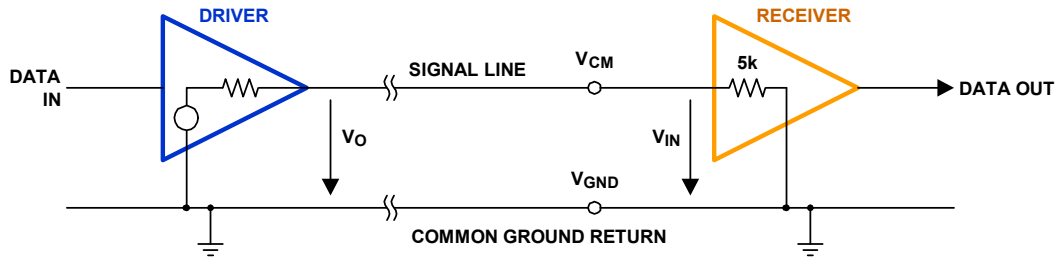 DRIVER
RECEIVER
DATA
IN
SIGNAL LINE
VCM
5k
DATA OUT
VO
VIN
VGND
COMMON GROUND RETURN